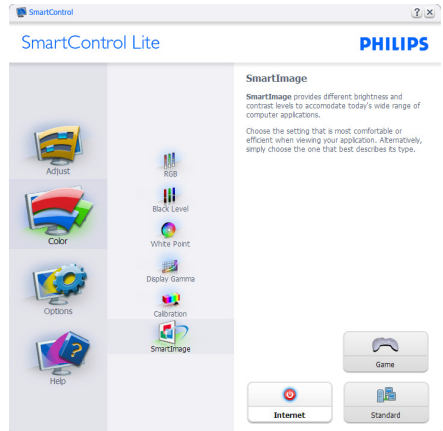 SmartControl
SmartControl Lite
PHILIPS
Adjust
Color
Options
Help
RGB
Black Level
White Point
Display Gamma
Calibration
SmartImage
SmartImage
SmartImage provides different brightness and
contrast levels to accomodate today's wide range of
computer applications.
Choose the setting that is most comfortable or
efficient when viewing your application. Alternatively,
simply choose the one that best describes its type.
Game
Internet
Standard